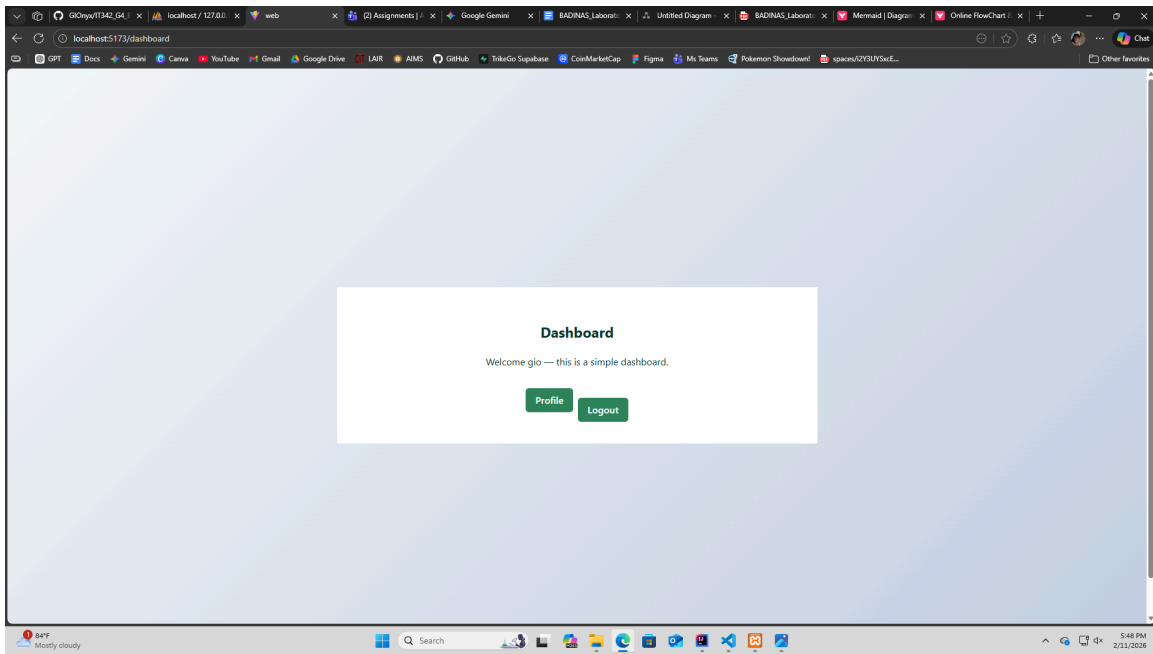 GIOnyx/IT342_G4_
localhost / 127.0.0.
web
(2) Assignments | A
Google Gemini
BADINAS_Laborato
Untitled Diagram -
BADINAS_Laborato
Mermaid | Diagram
Online FlowChart &
localhost:5173/dashboard
Chat
GPT
Docs
Gemini
Canva
YouTube
Gmail
Google Drive
LAIR
AIMS
GitHub
TrikeGo Supabase
CoinMarketCap
Figma
Ms Teams
Pokemon Showdown!
spaces/i2Y3UYSxcE...
Other favorites
Dashboard
Welcome gio — this is a simple dashboard.
Profile
Logout
1
84°F
Mostly cloudy
Search
5:48 PM
2/11/2026